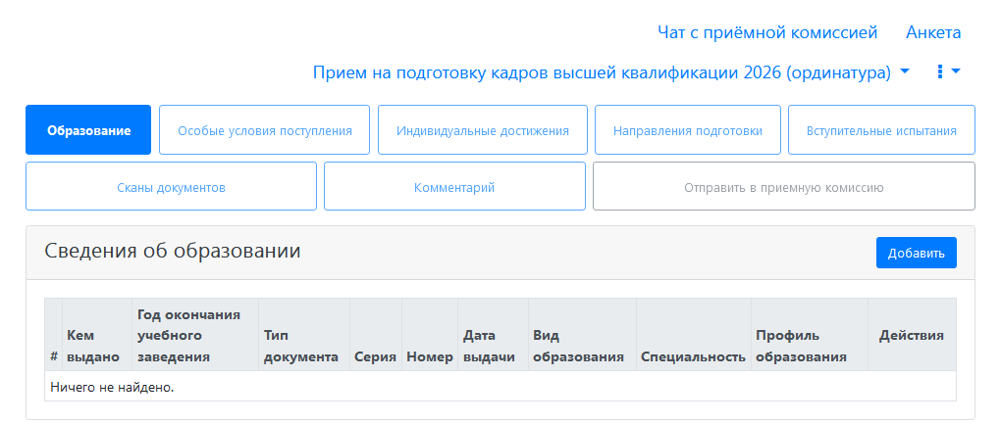 Чат с приёмной комиссией Анкета
Прием на подготовку кадров высшей квалификации 2026 (ординатура)
Образование Особые условия поступления Индивидуальные достижения Направления подготовки Вступительные испытания
Сканы документов Комментарий Отправить в приемную комиссию
Сведения об образовании Добавить
# Кем выдано Год окончания учебного заведения Тип документа Серия Номер Дата выдачи Вид образования Специальность Профиль образования Действия
Ничего не найдено.